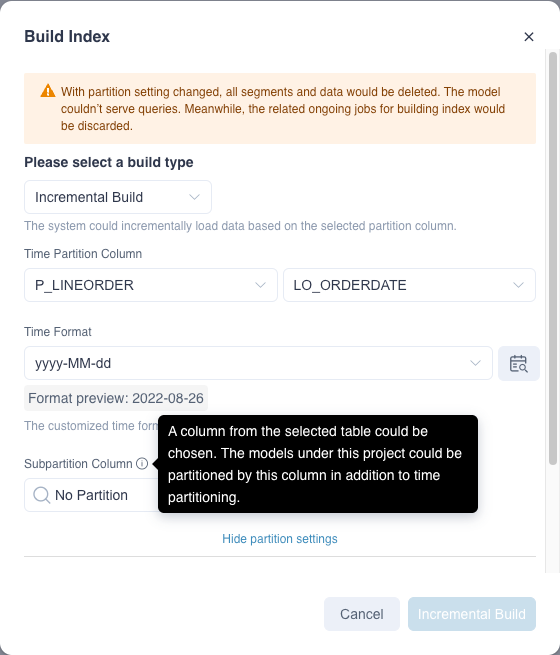 Build Index
With partition setting changed, all segments and data would be deleted. The model
couldn't serve queries. Meanwhile, the related ongoing jobs for building index would
be discarded.
Please select a build type
Incremental Build
The system could incrementally load data based on the selected partition column.
Time Partition Column
P_LINEORDER
LO_ORDERDATE
Time Format
yyyy-MM-dd
Format preview: 2022-08-26
The customized time
A column from the selected table could be
chosen. The models under this project could be
partitioned by this column in addition to time
partitioning.
Subpartition Column
No Partition
Hide partition settings
Cancel
Incremental Build